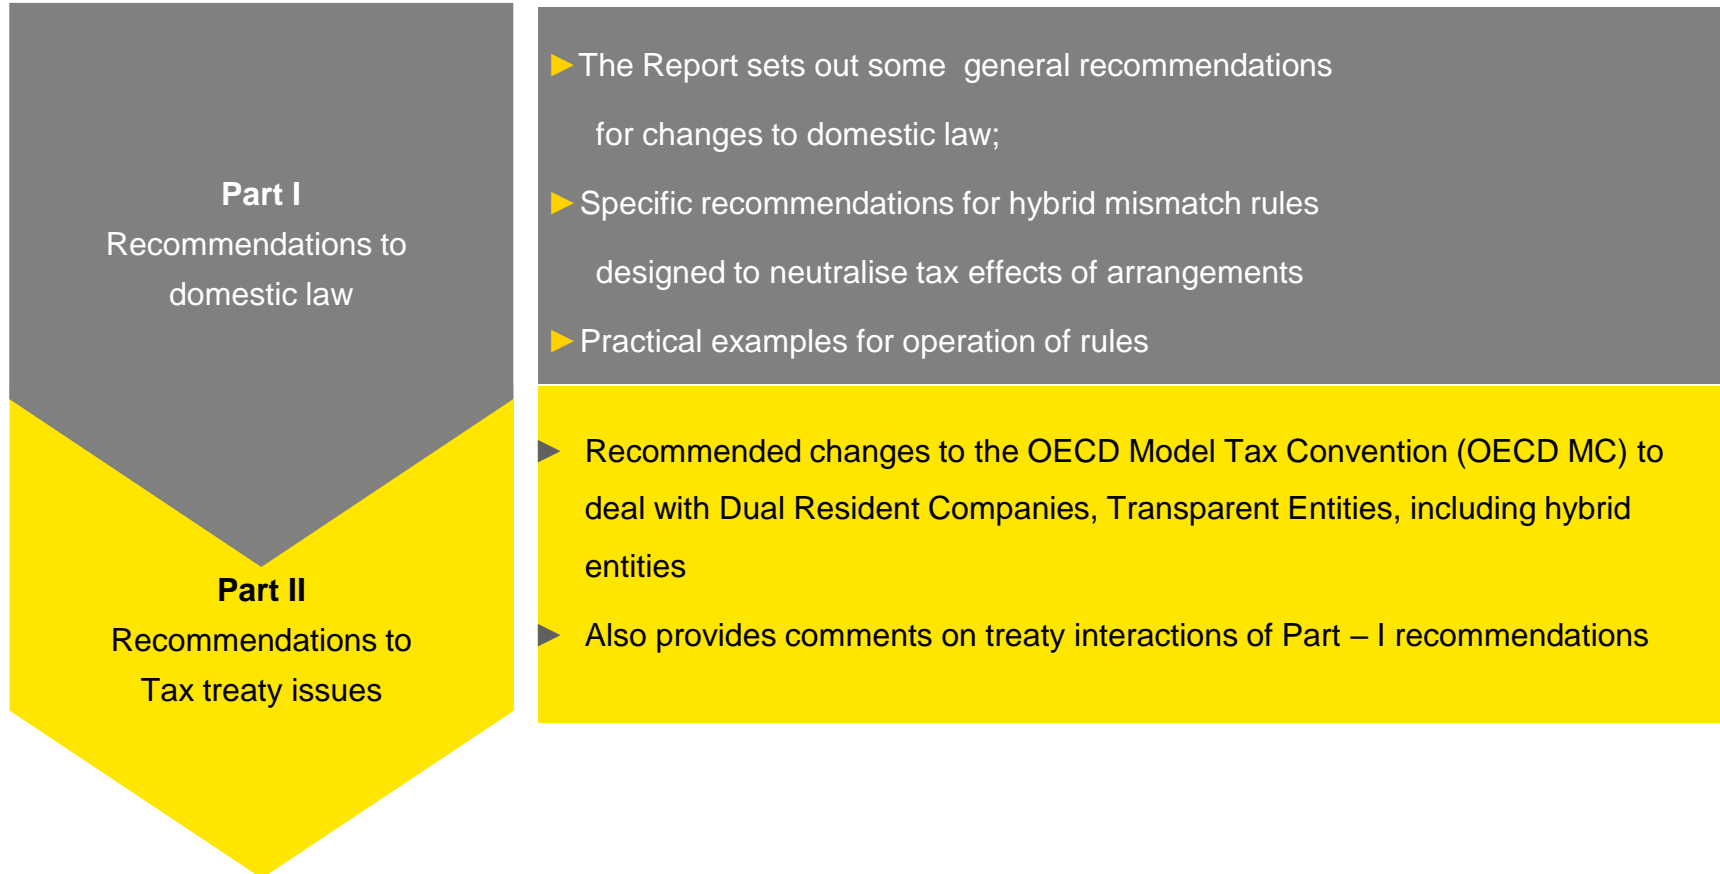 Part I
Recommendations to
domestic law
►The Report sets out some general recommendations
for changes to domestic law;
►Specific recommendations for hybrid mismatch rules
designed to neutralise tax effects of arrangements
►Practical examples for operation of rules
Part II
Recommendations to
Tax treaty issues
► Recommended changes to the OECD Model Tax Convention (OECD MC) to
deal with Dual Resident Companies, Transparent Entities, including hybrid
entities
► Also provides comments on treaty interactions of Part – I recommendations